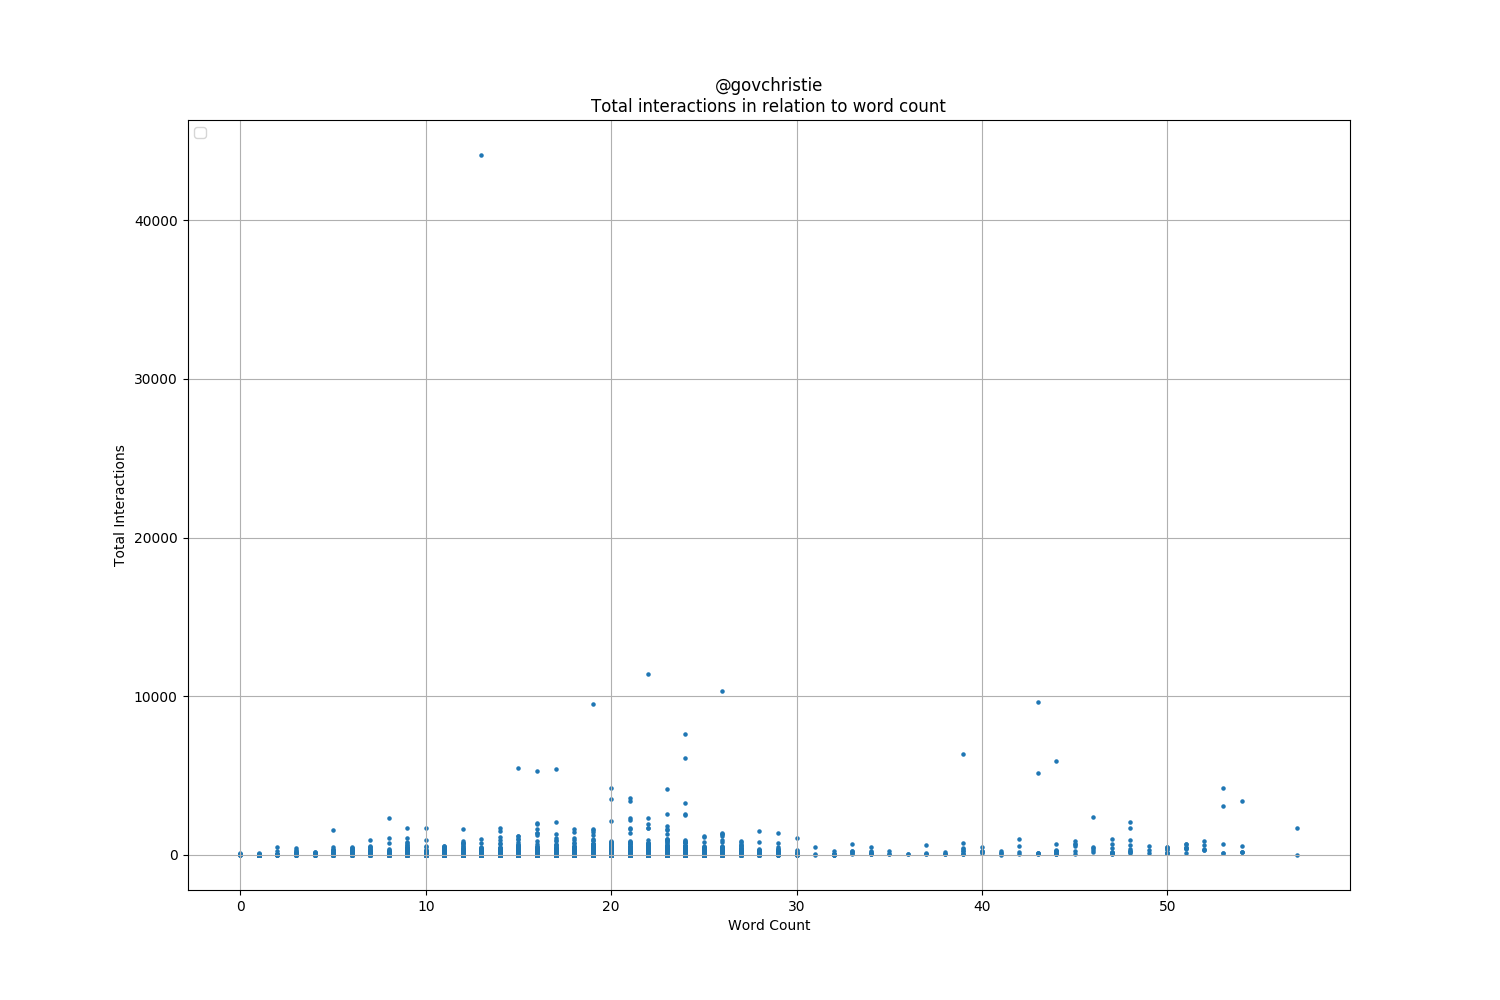 @govchristie
Total interactions in relation to word count
Total Interactions
40000
30000
20000
10000
0
0 10 20 30 40 50
Word Count